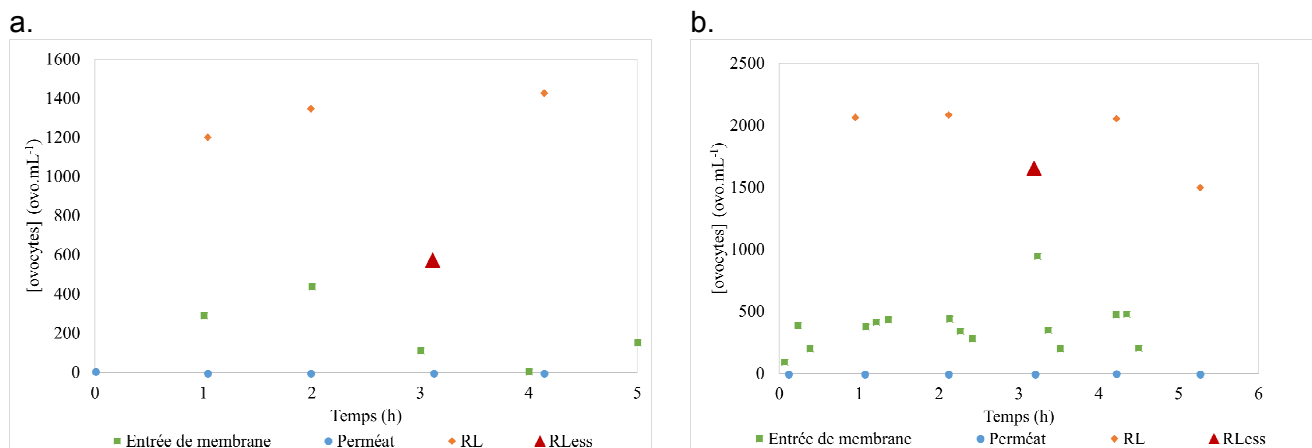 a.
1600
1400
1200
1000
800
600
400
200
0
[ovocytes] (ovo.mL-1)
0 1 2 3 4 5
Temps (h)
Entrée de membrane Perméat RL RLess
b.
2500
2000
1500
1000
500
0
[ovocytes] (ovo.mL-1)
0 1 2 3 4 5 6
Temps (h)
Entrée de membrane Perméat RL RLess